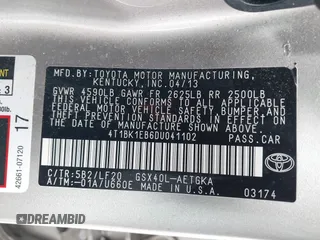 MFD. BY:TOYOTA MOTOR MANUFACTURING,
KENTUCKY, INC. 04/13
GVWR 4590LB GAWR FR 2625LB RR 2500LB
THIS VEHICLE CONFORMS TO ALL APPLICABLE
FEDERAL MOTOR VEHICLE SAFETY, BUMPER,
AND THEFT PREVENTION STANDARDS IN
EFFECT ON THE DATE OF MANUFACTURE
SHOWN ABOVE.
4T1BK1EB6DU041102
PASS.CAR
C/TR:5B2/LF20 GSX40L-AETGKA
A/TM:-01A/U660E MADE IN U.S.A.
TOYOTA
03174
3
17
42661-07120
DREAMBID